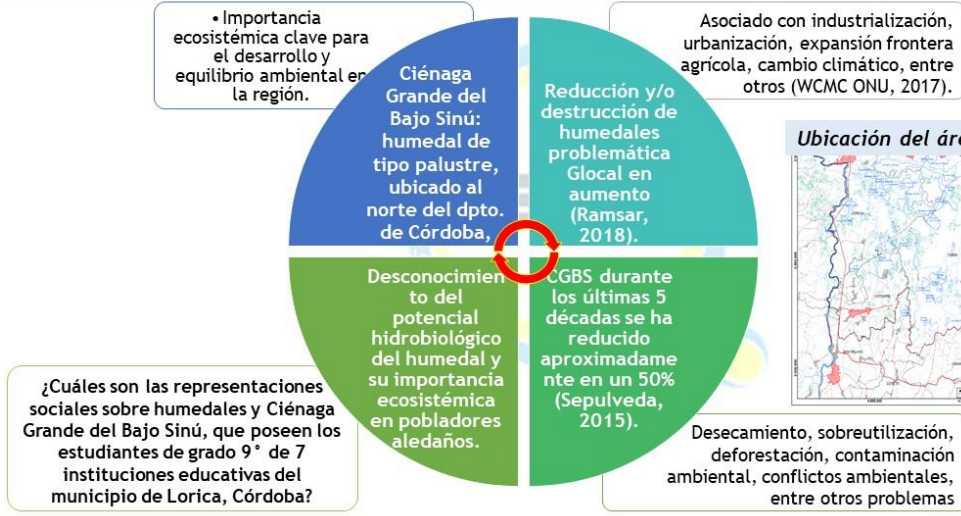 • Importancia
ecosistémica clave para
el desarrollo y
equilibrio ambiental en
la región.
Ciénaga
Grande del
Bajo Sinú:
humedal de
tipo palustre,
ubicado al
norte del dpto.
de Córdoba,
Reducción y/o
destrucción de
humedales
problemática
Glocal en
aumento
(Ramsar,
2018).
Asociado con industrialización,
urbanización, expansión frontera
agrícola, cambio climático, entre
otros (WCMC ONU, 2017).
Ubicación del áre
Desconocimien
to del
potencial
hidrobiológico
del humedal y
su importancia
ecosistémica
en pobladores
aledaños.
CGBS durante
los últimas 5
décadas se ha
reducido
aproximadame
nte en un 50%
(Sepulveda,
2015).
¿Cuáles son las representaciones
sociales sobre humedales y Ciénaga
Grande del Bajo Sinú, que poseen los
estudiantes de grado 9° de 7
instituciones educativas del
municipio de Lorica, Córdoba?
Desecamiento, sobreutilización,
deforestación, contaminación
ambiental, conflictos ambientales,
entre otros problemas